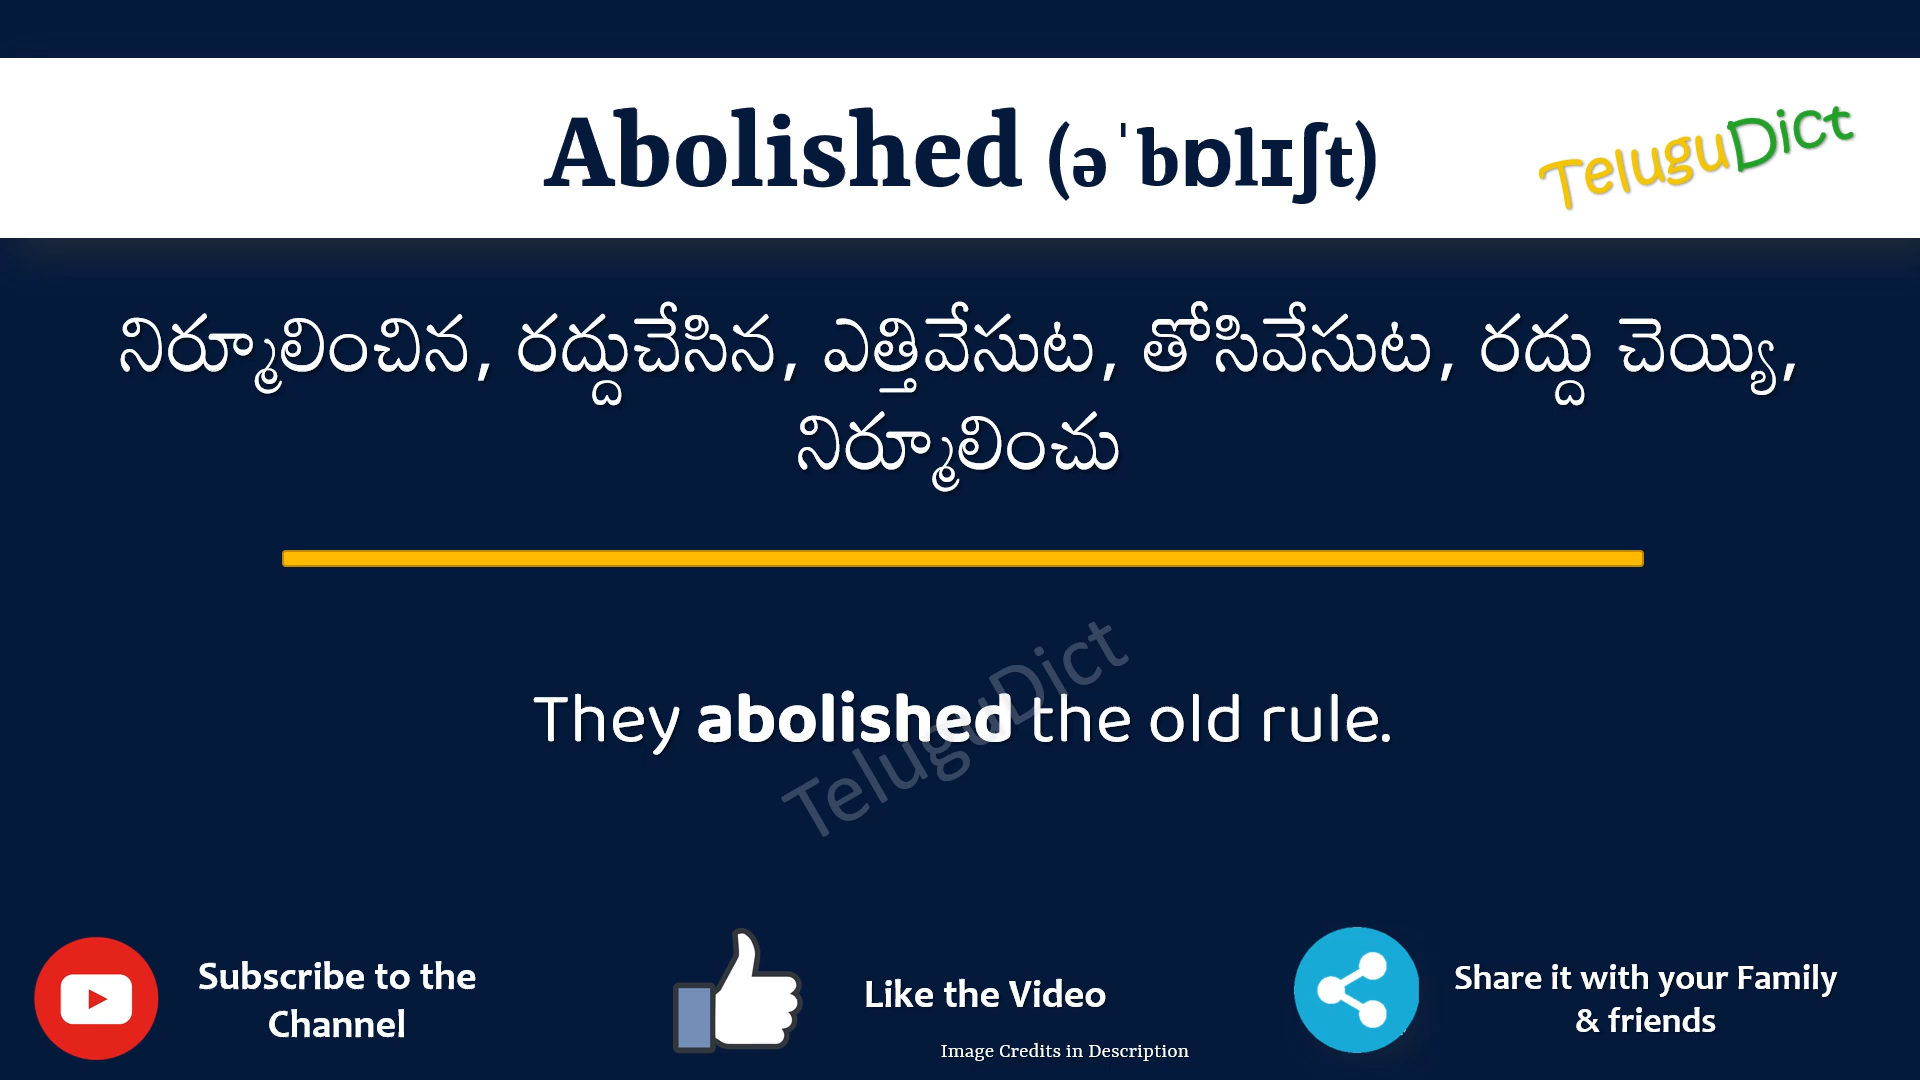 Abolished (əˈbɒlɪʃt)
TeluguDict
నిర్మూలించిన, రద్దుచేసిన, ఎత్తివేసుట, తోసివేసుట, రద్దు చెయ్యి,
నిర్మూలించు
They abolished the old rule.
TeluguDict
Subscribe to the
Channel
Like the Video
Share it with your Family
& friends
Image Credits in Description